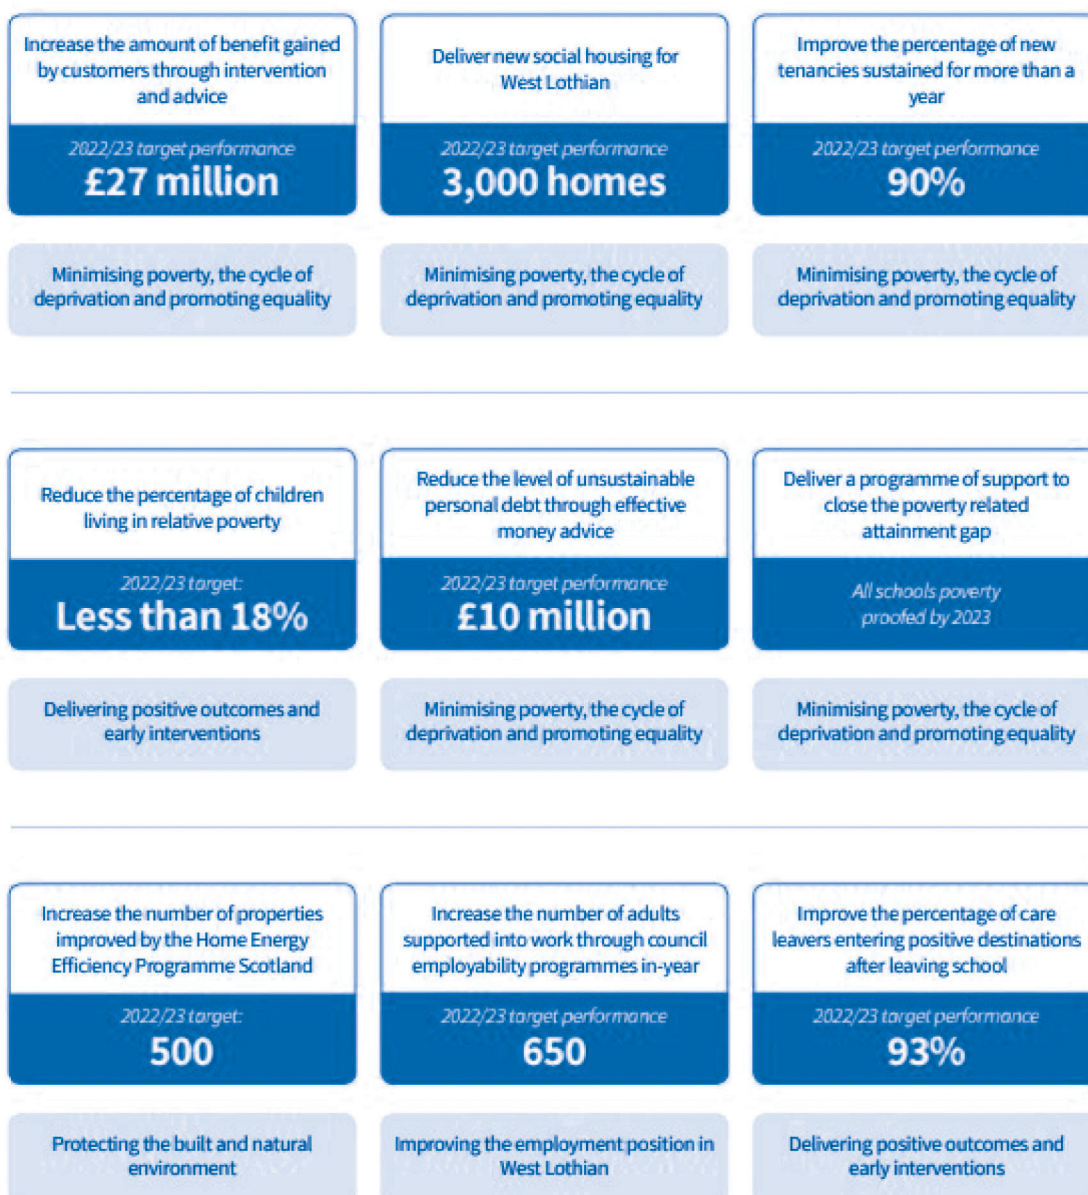 Increase the amount of benefit gained
by customers through intervention
and advice
2022/23 target performance
£27 million
Minimising poverty, the cycle of
deprivation and promoting equality
Deliver new social housing for
West Lothian
2022/23 target performance
3,000 homes
Minimising poverty, the cycle of
deprivation and promoting equality
Improve the percentage of new
tenancies sustained for more than a
year
2022/23 target performance
90%
Minimising poverty, the cycle of
deprivation and promoting equality
Reduce the percentage of children
living in relative poverty
2022/23 target:
Less than 18%
Delivering positive outcomes and
early interventions
Reduce the level of unsustainable
personal debt through effective
money advice
2022/23 target performance
£10 million
Minimising poverty, the cycle of
deprivation and promoting equality
Deliver a programme of support to
close the poverty related
attainment gap
All schools poverty
proofed by 2023
Minimising poverty, the cycle of
deprivation and promoting equality
Increase the number of properties
improved by the Home Energy
Efficiency Programme Scotland
2022/23 target:
500
Protecting the built and natural
environment
Increase the number of adults
supported into work through council
employability programmes in-year
2022/23 target performance
650
Improving the employment position in
West Lothian
Improve the percentage of care
leavers entering positive destinations
after leaving school
2022/23 target performance
93%
Delivering positive outcomes and
early interventions